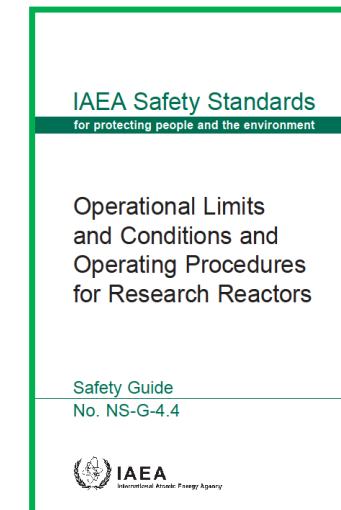 IAEA Safety Standards
for protecting people and the environment
Operational Limits
and Conditions and
Operating Procedures
for Research Reactors
Safety Guide
No. NS-G-4.4
IAEA
International Atomic Energy Agency